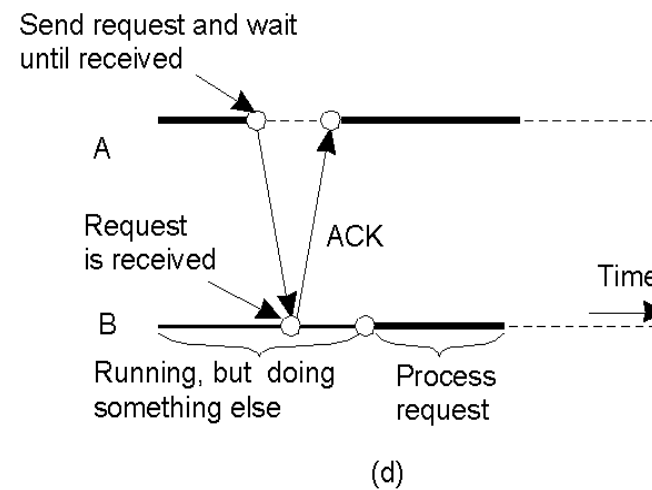 Send request and wait
until received
A
Request
is received
ACK
Time
B
Running, but doing
something else
Process
request
(d)